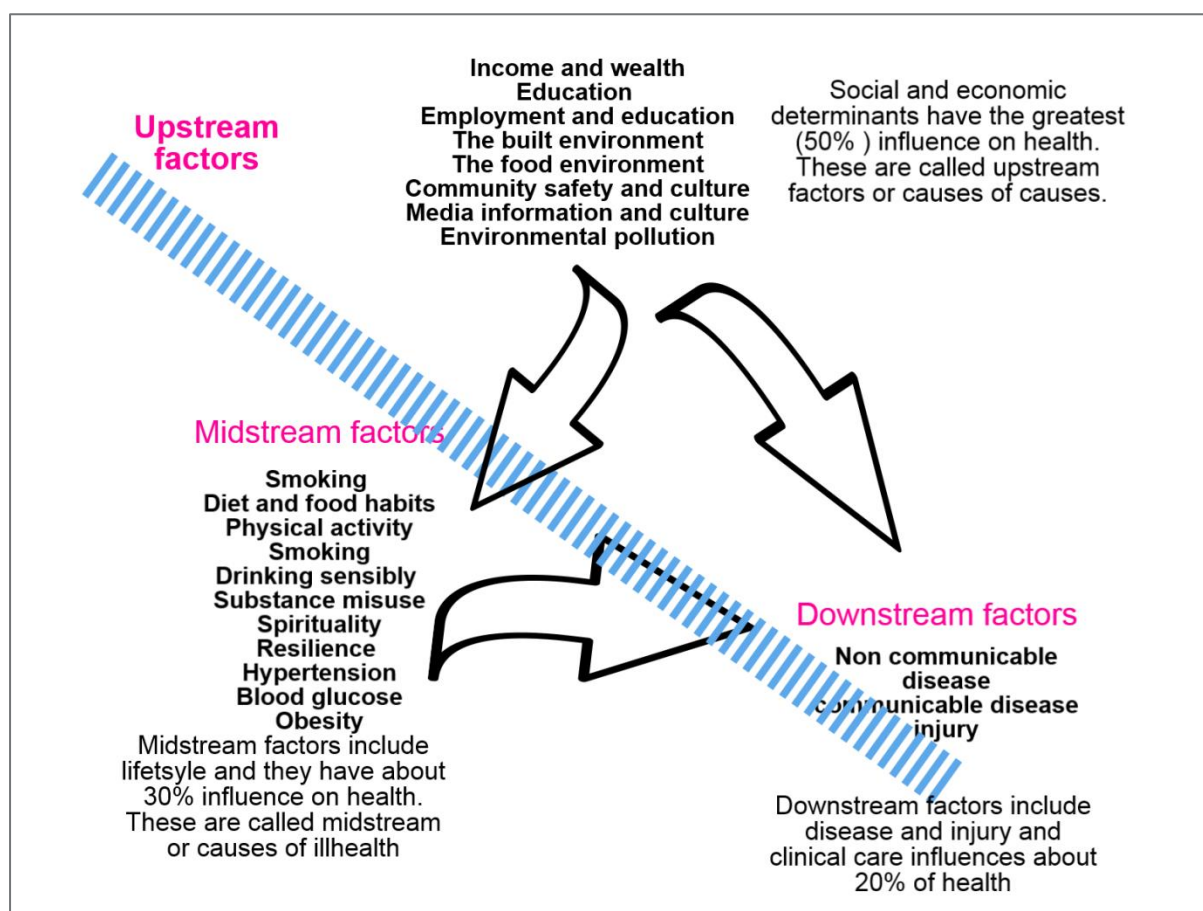 Upstream
factors
Income and wealth
Education
Employment and education
The built environment
The food environment
Community safety and culture
Media information and culture
Environmental pollution
Social and economic
determinants have the greatest
(50% ) influence on health.
These are called upstream
factors or causes of causes.
Midstream factors
Smoking
Diet and food habits
Physical activity
Smoking
Drinking sensibly
Substance misuse
Spirituality
Resilience
Hypertension
Blood glucose
Obesity
Midstream factors include
lifetsyle and they have about
30% influence on health.
These are called midstream
or causes of illhealth
Downstream factors
Non communicable
disease
communicable disease
injury
Downstream factors include
disease and injury and
clinical care influences about
20% of health